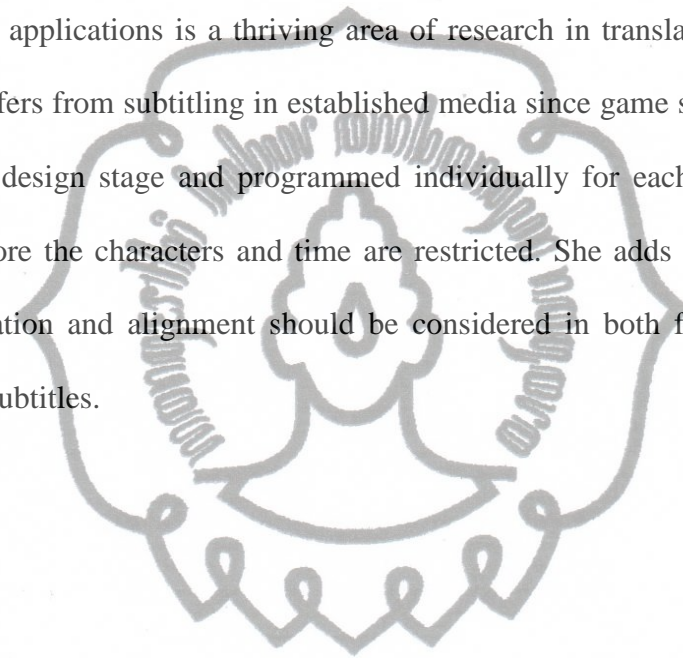 applications is a thriving area of research in transla
fers from subtitling in established media since game s
design stage and programmed individually for each
ore the characters and time are restricted. She adds
ation and alignment should be considered in both f
ubtitles.